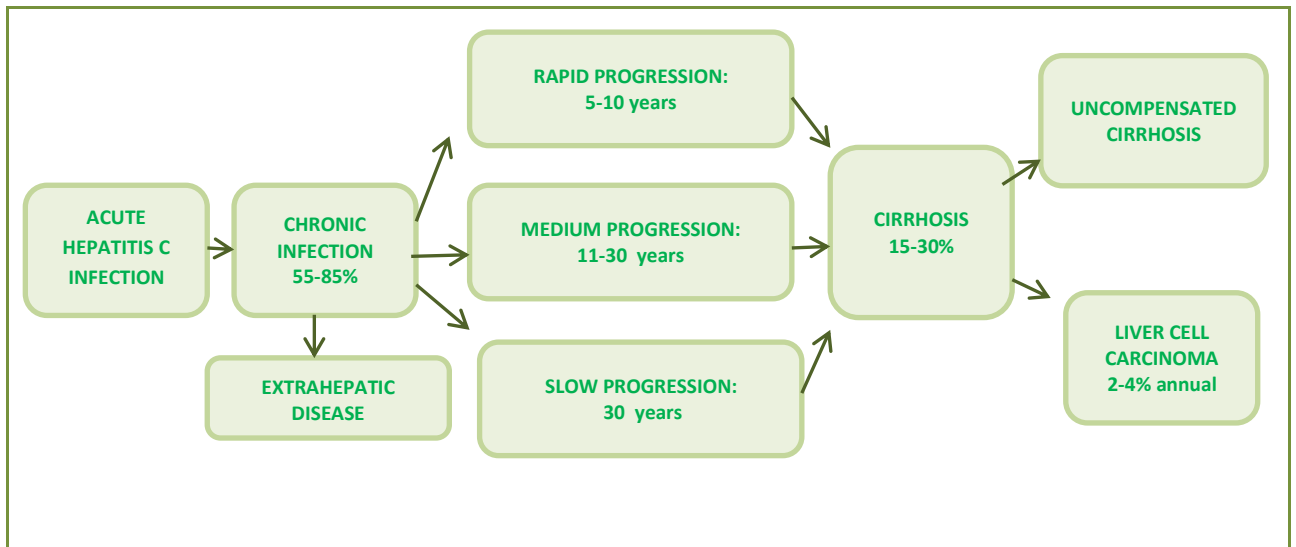 ACUTE
HEPATITIS C
INFECTION
CHRONIC
INFECTION
55-85%
EXTRAHEPATIC
DISEASE
RAPID PROGRESSION:
5-10 years
MEDIUM PROGRESSION:
11-30 years
SLOW PROGRESSION:
30 years
CIRRHOSIS
15-30%
UNCOMPENSATED
CIRRHOSIS
LIVER CELL
CARCINOMA
2-4% annual